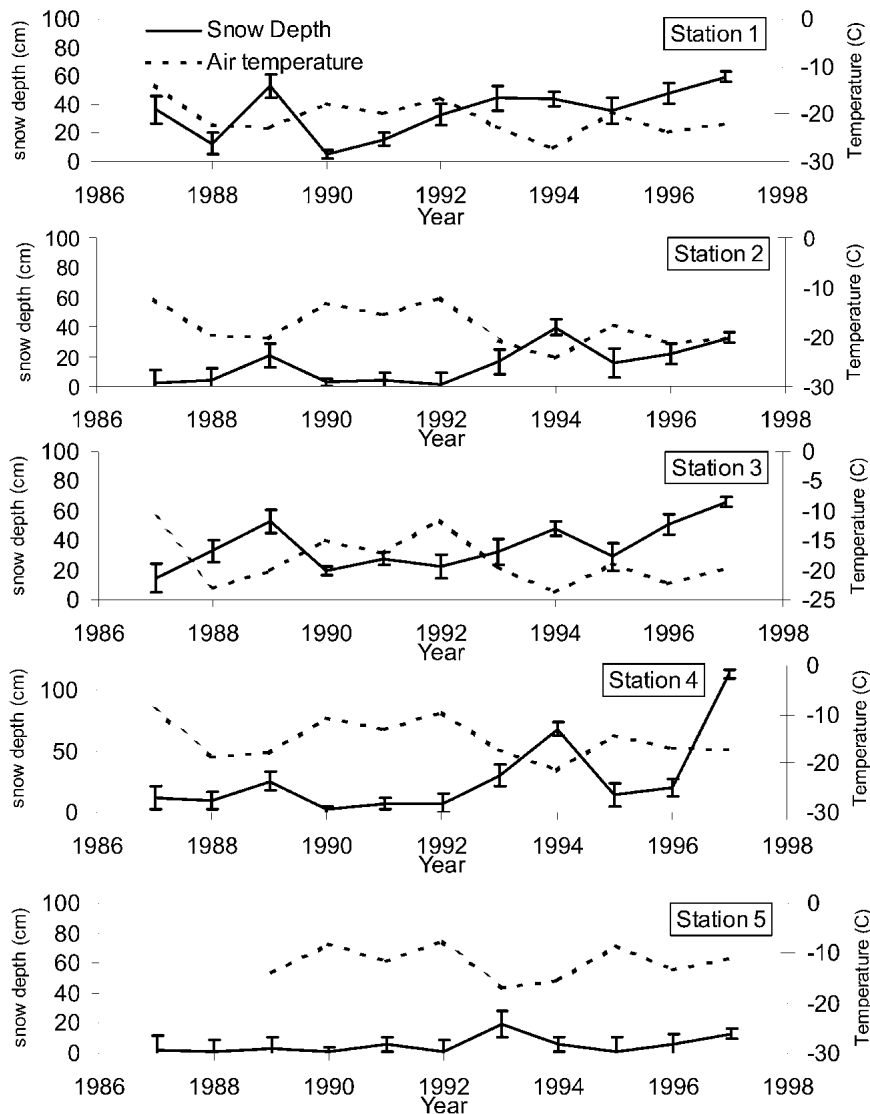 Snow Depth
Air temperature
Station 1
snow depth (cm)
100
80
60
40
20
0
0
-10
-20
-30
Temperature (C)
1986 1988 1990 1992 1994 1996 1998
Year
Station 2
snow depth (cm)
100
80
60
40
20
0
0
-10
-20
-30
Temperature (C)
1986 1988 1990 1992 1994 1996 1998
Year
Station 3
snow depth (cm)
100
80
60
40
20
0
0
-5
-10
-15
-20
-25
Temperature (C)
1986 1988 1990 1992 1994 1996 1998
Year
Station 4
snow depth (cm)
100
50
0
0
-10
-20
-30
Temperature (C)
1986 1988 1990 1992 1994 1996 1998
Year
Station 5
snow depth (cm)
100
80
60
40
20
0
0
-10
-20
-30
Temperature (C)
1986 1988 1990 1992 1994 1996 1998
Year